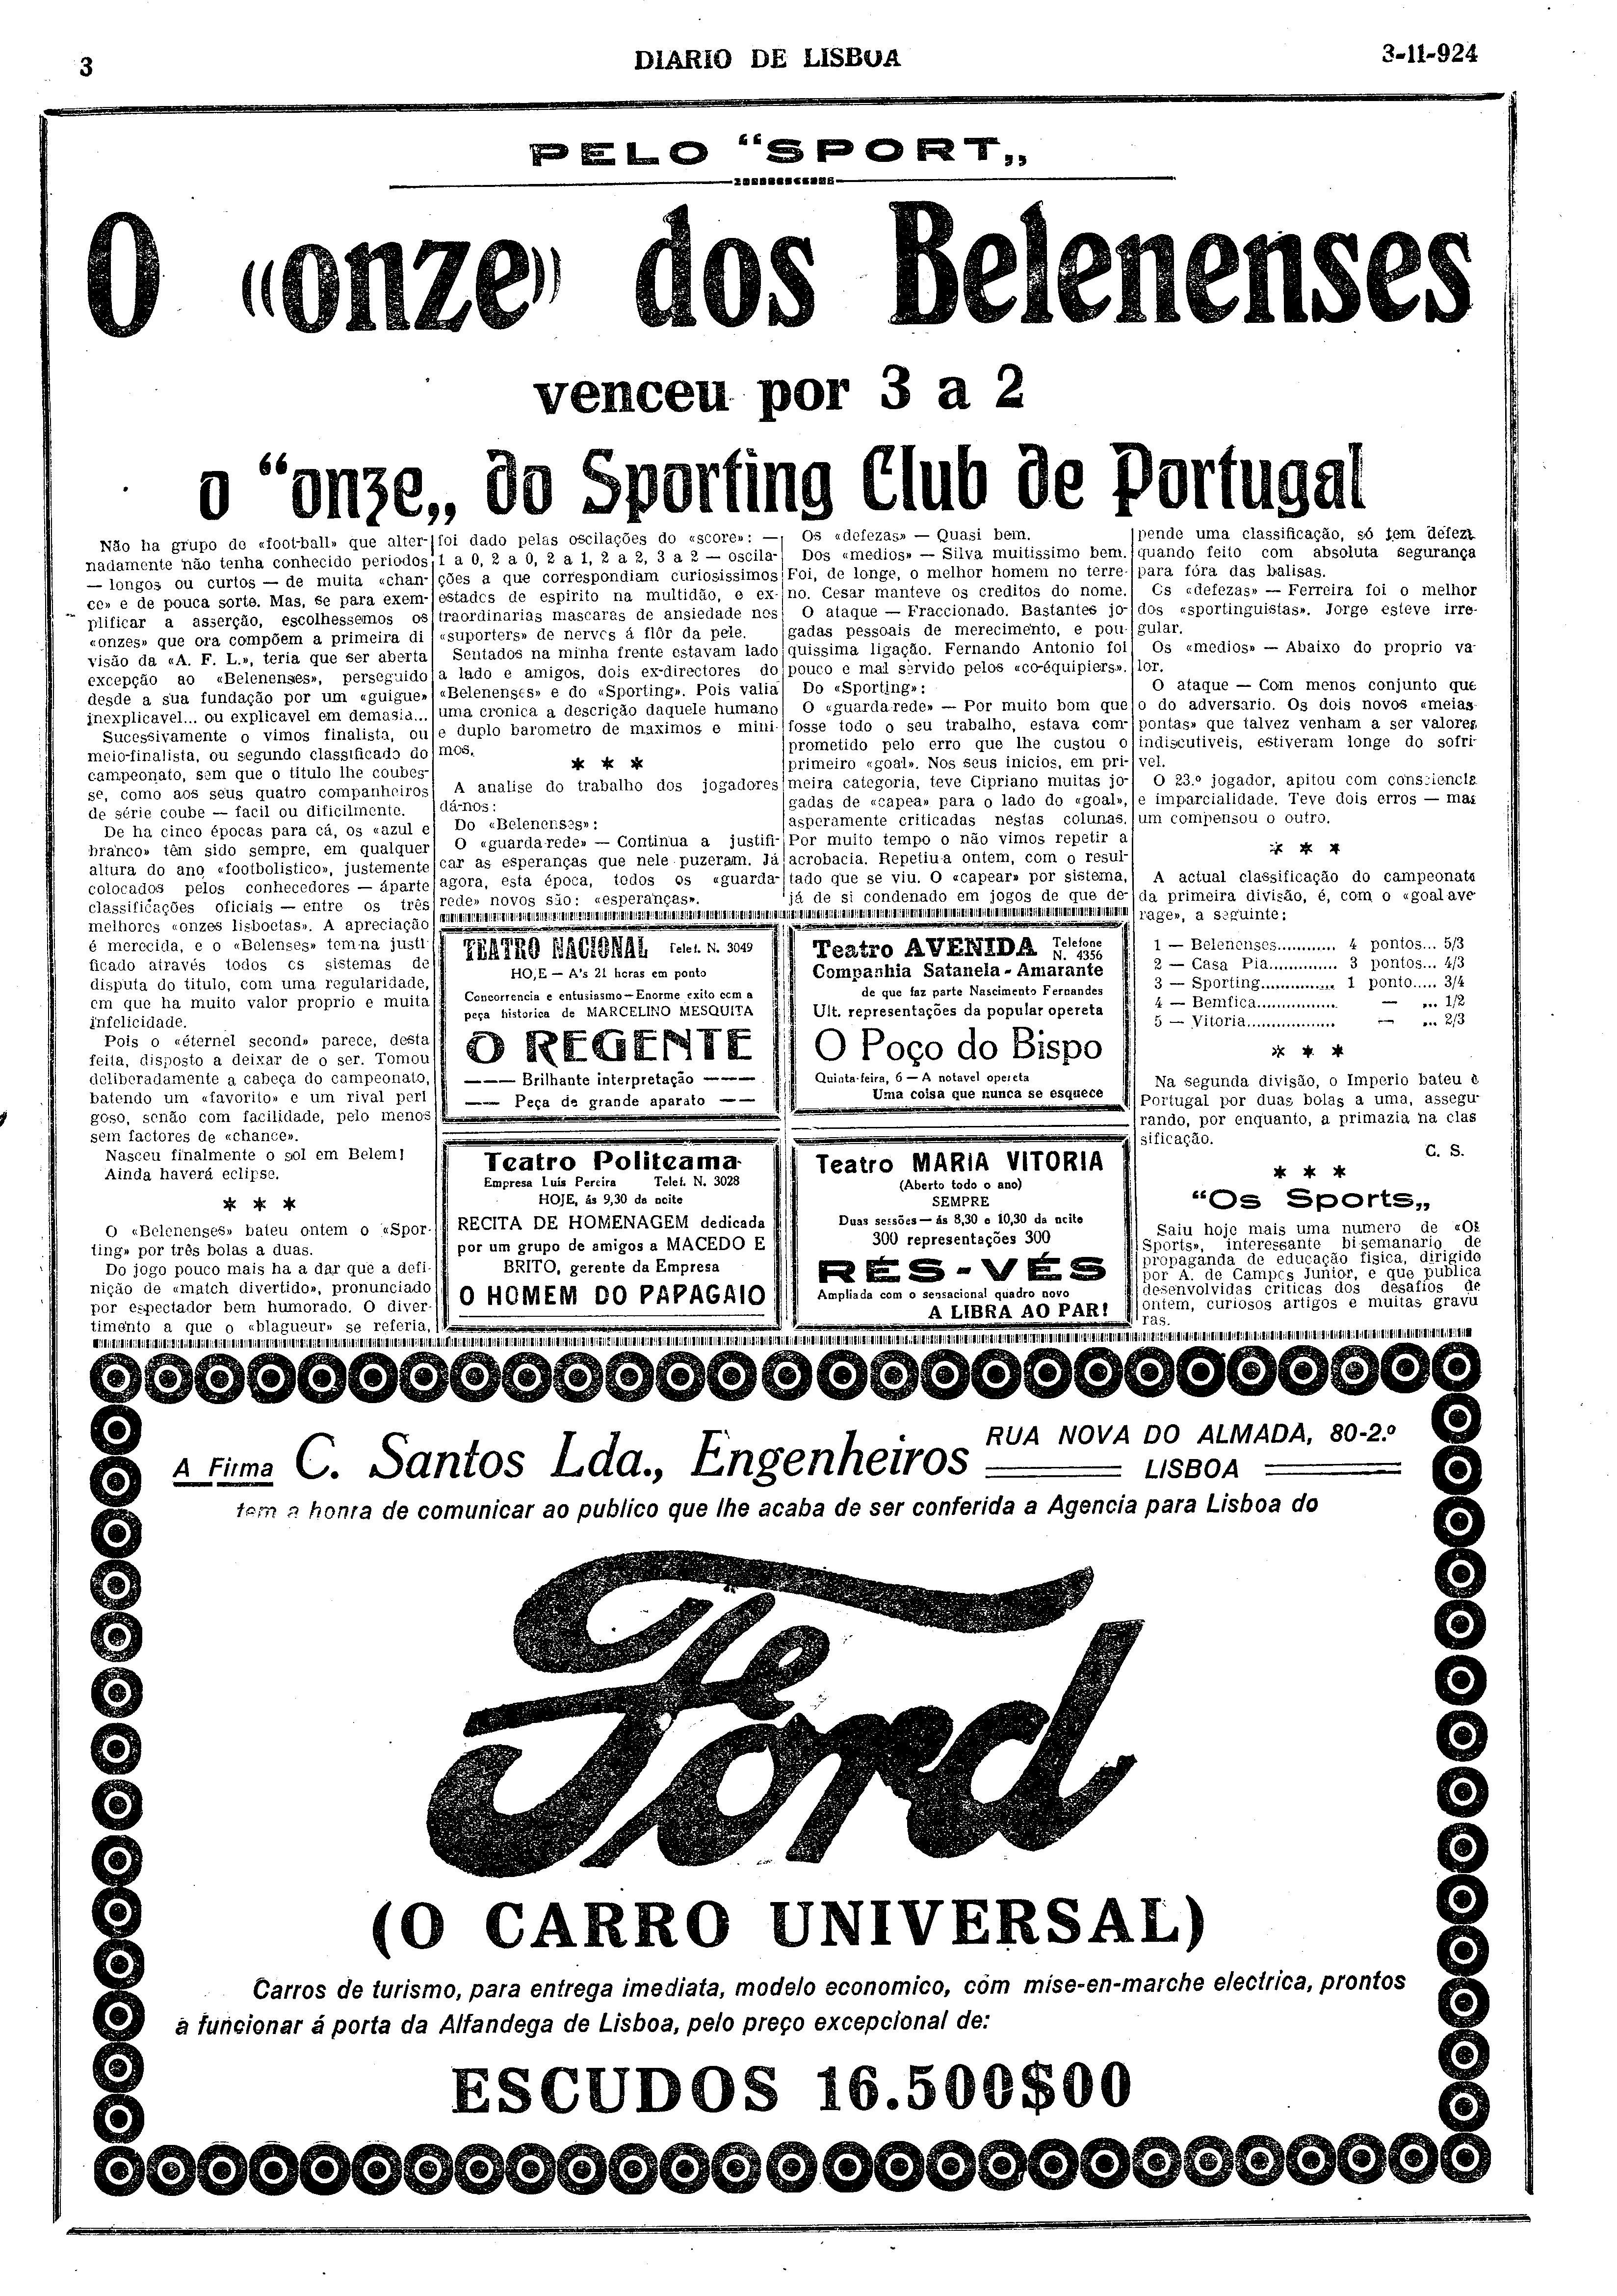 3
DIARIO DE LISBOA
3-11-924
PELO "SPORT„
O «onze» dos Belenenses
venceu por 3 a 2
o "onze„ do Sporting Club de Portugal
Não ha grupo de «foot-ball» que alter-
nadamente não tenha conhecido periodos
— longos ou curtos — de muita «chan-
ce» e de pouca sorte. Mas, se para exem-
plificar a asserção, escolhessemos os
«onzes» que ora compõem a primeira di
visão da «A. F. L.», teria que ser aberta
excepção ao «Belenenses», perseguido
desde a sua fundação por um «guigue»
inexplicavel... ou explicavel em demasia...
Sucessivamente o vimos finalista, ou
meio-finalista, ou segundo classificado do
campeonato, sem que o titulo lhe coubes-
se, como aos seus quatro companheiros
de série coube — facil ou dificilmente.
De ha cinco épocas para cá, os «azul e
branco» têm sido sempre, em qualquer
altura do ano «footbolistico», justemente
colocados pelos conhecedores — áparte
classificações oficiais — entre os três
melhores «onzes lisboetas». A apreciação
é merecida, e o «Belenses» tem-na justi
ficado através todos os sistemas de
disputa do titulo, com uma regularidade,
em que ha muito valor proprio e muita
infelicidade.
Pois o «éternel second» parece, desta
feita, disposto a deixar de o ser. Tomou
deliberadamente a cabeça do campeonato,
batendo um «favorito» e um rival peri
goso, senão com facilidade, pelo menos
sem factores de «chance».
Nasceu finalmente o sol em Belem!
Ainda haverá eclipse.
* * *
O «Belenenses» bateu ontem o «Spor-
ting» por três bolas a duas.
Do jogo pouco mais ha a dar que a defi-
nição de «match divertido», pronunciado
por espectador bem humorado. O diver-
timento a que o «blagueur» se referia,
foi dado pelas oscilações do «score»: —
1 a 0, 2 a 0, 2 a 1, 2 a 2, 3 a 2 — oscila-
ções a que correspondiam curiosissimos
estados de espirito na multidão, e ex-
traordinarias mascaras de ansiedade nos
«suporters» de nervos á flôr da pele.
Sentados na minha frente estavam lado
a lado e amigos, dois ex-directores do
«Belenenses» e do «Sporting». Pois valia
uma cronica a descrição daquele humano
e duplo barometro de maximos e mini-
mos.
* * *
A analise do trabalho dos jogadores
dá-nos:
Do «Belenenses»:
O «guarda-rede» — Continua a justifi-
car as esperanças que nele puzeram. Já
agora, esta época, todos os «guarda-
rede» novos são: «esperanças».
Os «defezas» — Quasi bem.
Dos «medios» — Silva muitissimo bem.
Foi, de longe, o melhor homem no terre-
no. Cesar manteve os creditos do nome.
O ataque — Fraccionado. Bastantes jo-
gadas pessoais de merecimento, e pou-
quissima ligação. Fernando Antonio foi
pouco e mal servido pelos «co-équipiers».
Do «Sporting»:
O «guarda-rede» — Por muito bom que
fosse todo o seu trabalho, estava com-
prometido pelo erro que lhe custou o
primeiro «goal». Nos seus inicios, em pri-
meira categoria, teve Cipriano muitas jo-
gadas de «capea» para o lado do «goal»,
asperamente criticadas nestas colunas.
Por muito tempo o não vimos repetir a
acrobacia. Repetiu-a ontem, com o resul-
tado que se viu. O «capear» por sistema,
já de si condenado em jogos de que de-
pende uma classificação, só tem defeza
quando feito com absoluta segurança
para fóra das balisas.
Os «defezas» — Ferreira foi o melhor
dos «sportinguistas». Jorge esteve irre-
gular.
Os «medios» — Abaixo do proprio va-
lor.
O ataque — Com menos conjunto que
o do adversario. Os dois novos «meias-
pontas» que talvez venham a ser valores
indiscutiveis, estiveram longe do sofri-
vel.
O 23.º jogador, apitou com consciencia
e imparcialidade. Teve dois erros — mas
um compensou o outro.
* * *
A actual classificação do campeonato
da primeira divisão, é, com o «goal ave
rage», a seguinte:
1 — Belenenses............ 4 pontos... 5/3
2 — Casa Pia.............. 3 pontos... 4/3
3 — Sporting............... 1 ponto..... 3/4
4 — Bemfica................ — ... 1/2
5 — Vitoria.................. — ... 2/3
* * *
Na segunda divisão, o Imperio bateu o
Portugal por duas bolas a uma, assegu-
rando, por enquanto, a primazia na clas
sificação.
C. S.
* * *
"Os Sports„
Saiu hoje mais uma numero de «Os
Sports», interessante bi-semanario de
propaganda de educação fisica, dirigido
por A. de Campos Junior, e que publica
desenvolvidas criticas dos desafios de
ontem, curiosos artigos e muitas gravu
ras.
TEATRO NACIONAL Telef. N. 3049
HOJE — A's 21 horas em ponto
Concorrencia e entusiasmo—Enorme exito com a
peça historica de MARCELINO MESQUITA
O REGENTE
——— Brilhante interpretação ———
—— Peça de grande aparato ——
Teatro AVENIDA Telefone N. 4356
Companhia Satanela-Amarante
de que faz parte Nascimento Fernandes
Ult. representações da popular opereta
O Poço do Bispo
Quinta-feira, 6 — A notavel opereta
Uma coisa que nunca se esquece
Teatro Politeama
Empresa Luis Pereira Telef. N. 3028
HOJE, ás 9,30 da noite
RECITA DE HOMENAGEM dedicada
por um grupo de amigos a MACEDO E
BRITO, gerente da Empresa
O HOMEM DO PAPAGAIO
Teatro MARIA VITORIA
(Aberto todo o ano)
SEMPRE
Duas sessões — ás 8,30 e 10,30 da noite
300 representações 300
RÉS-VÉS
Ampliada com o sensacional quadro novo
A LIBRA AO PAR!
A Firma C. Santos Lda., Engenheiros
RUA NOVA DO ALMADA, 80-2.º
LISBOA
tem a honra de comunicar ao publico que lhe acaba de ser conferida a Agencia para Lisboa do
Ford
(O CARRO UNIVERSAL)
Carros de turismo, para entrega imediata, modelo economico, com mise-en-marche electrica, prontos
a funcionar á porta da Alfandega de Lisboa, pelo preço excepcional de:
ESCUDOS 16.500$00